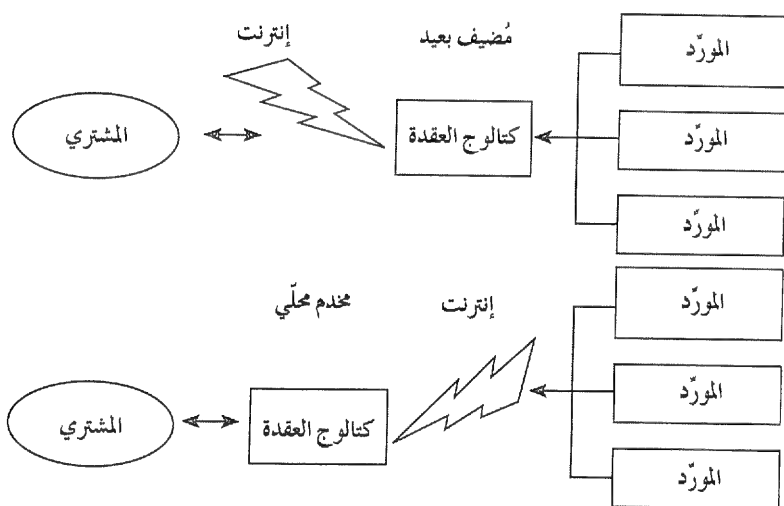 المورّد
مُضيف بعيد
إنترنت
المورّد
كتالوج العقدة
المشتري
المورّد
المورّد
إنترنت
مخدم محلّي
المورّد
كتالوج العقدة
المشتري
المورّد